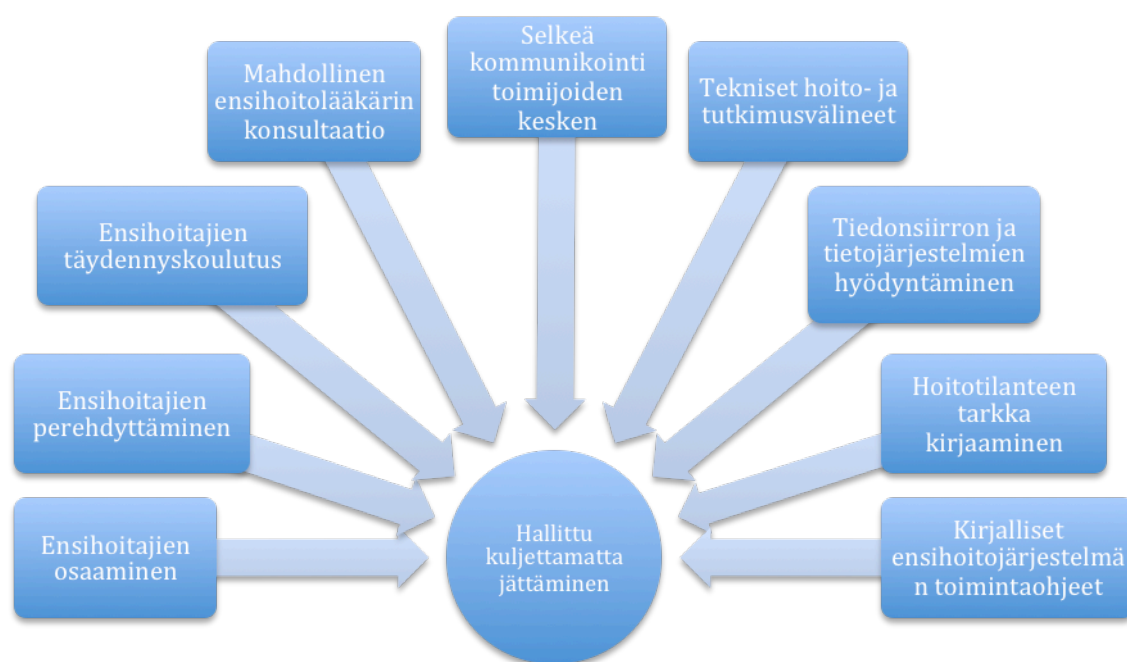 Selkeä
kommunikointi
toimijoiden
kesken
Mahdollinen
ensihoitolääkärin
konsultaatio
Tekniset hoito- ja
tutkimusvälineet
Ensihoitajien
täydennyskoulutus
Tiedonsiirron ja
tietojärjestelmien
hyödyntäminen
Ensihoitajien
perehdyttäminen
Hoitotilanteen
tarkka
kirjaaminen
Ensihoitajien
osaaminen
Hallittu
kuljettamatta
jättäminen
Kirjalliset
ensihoitojärjestelmä
n toimintaohjeet